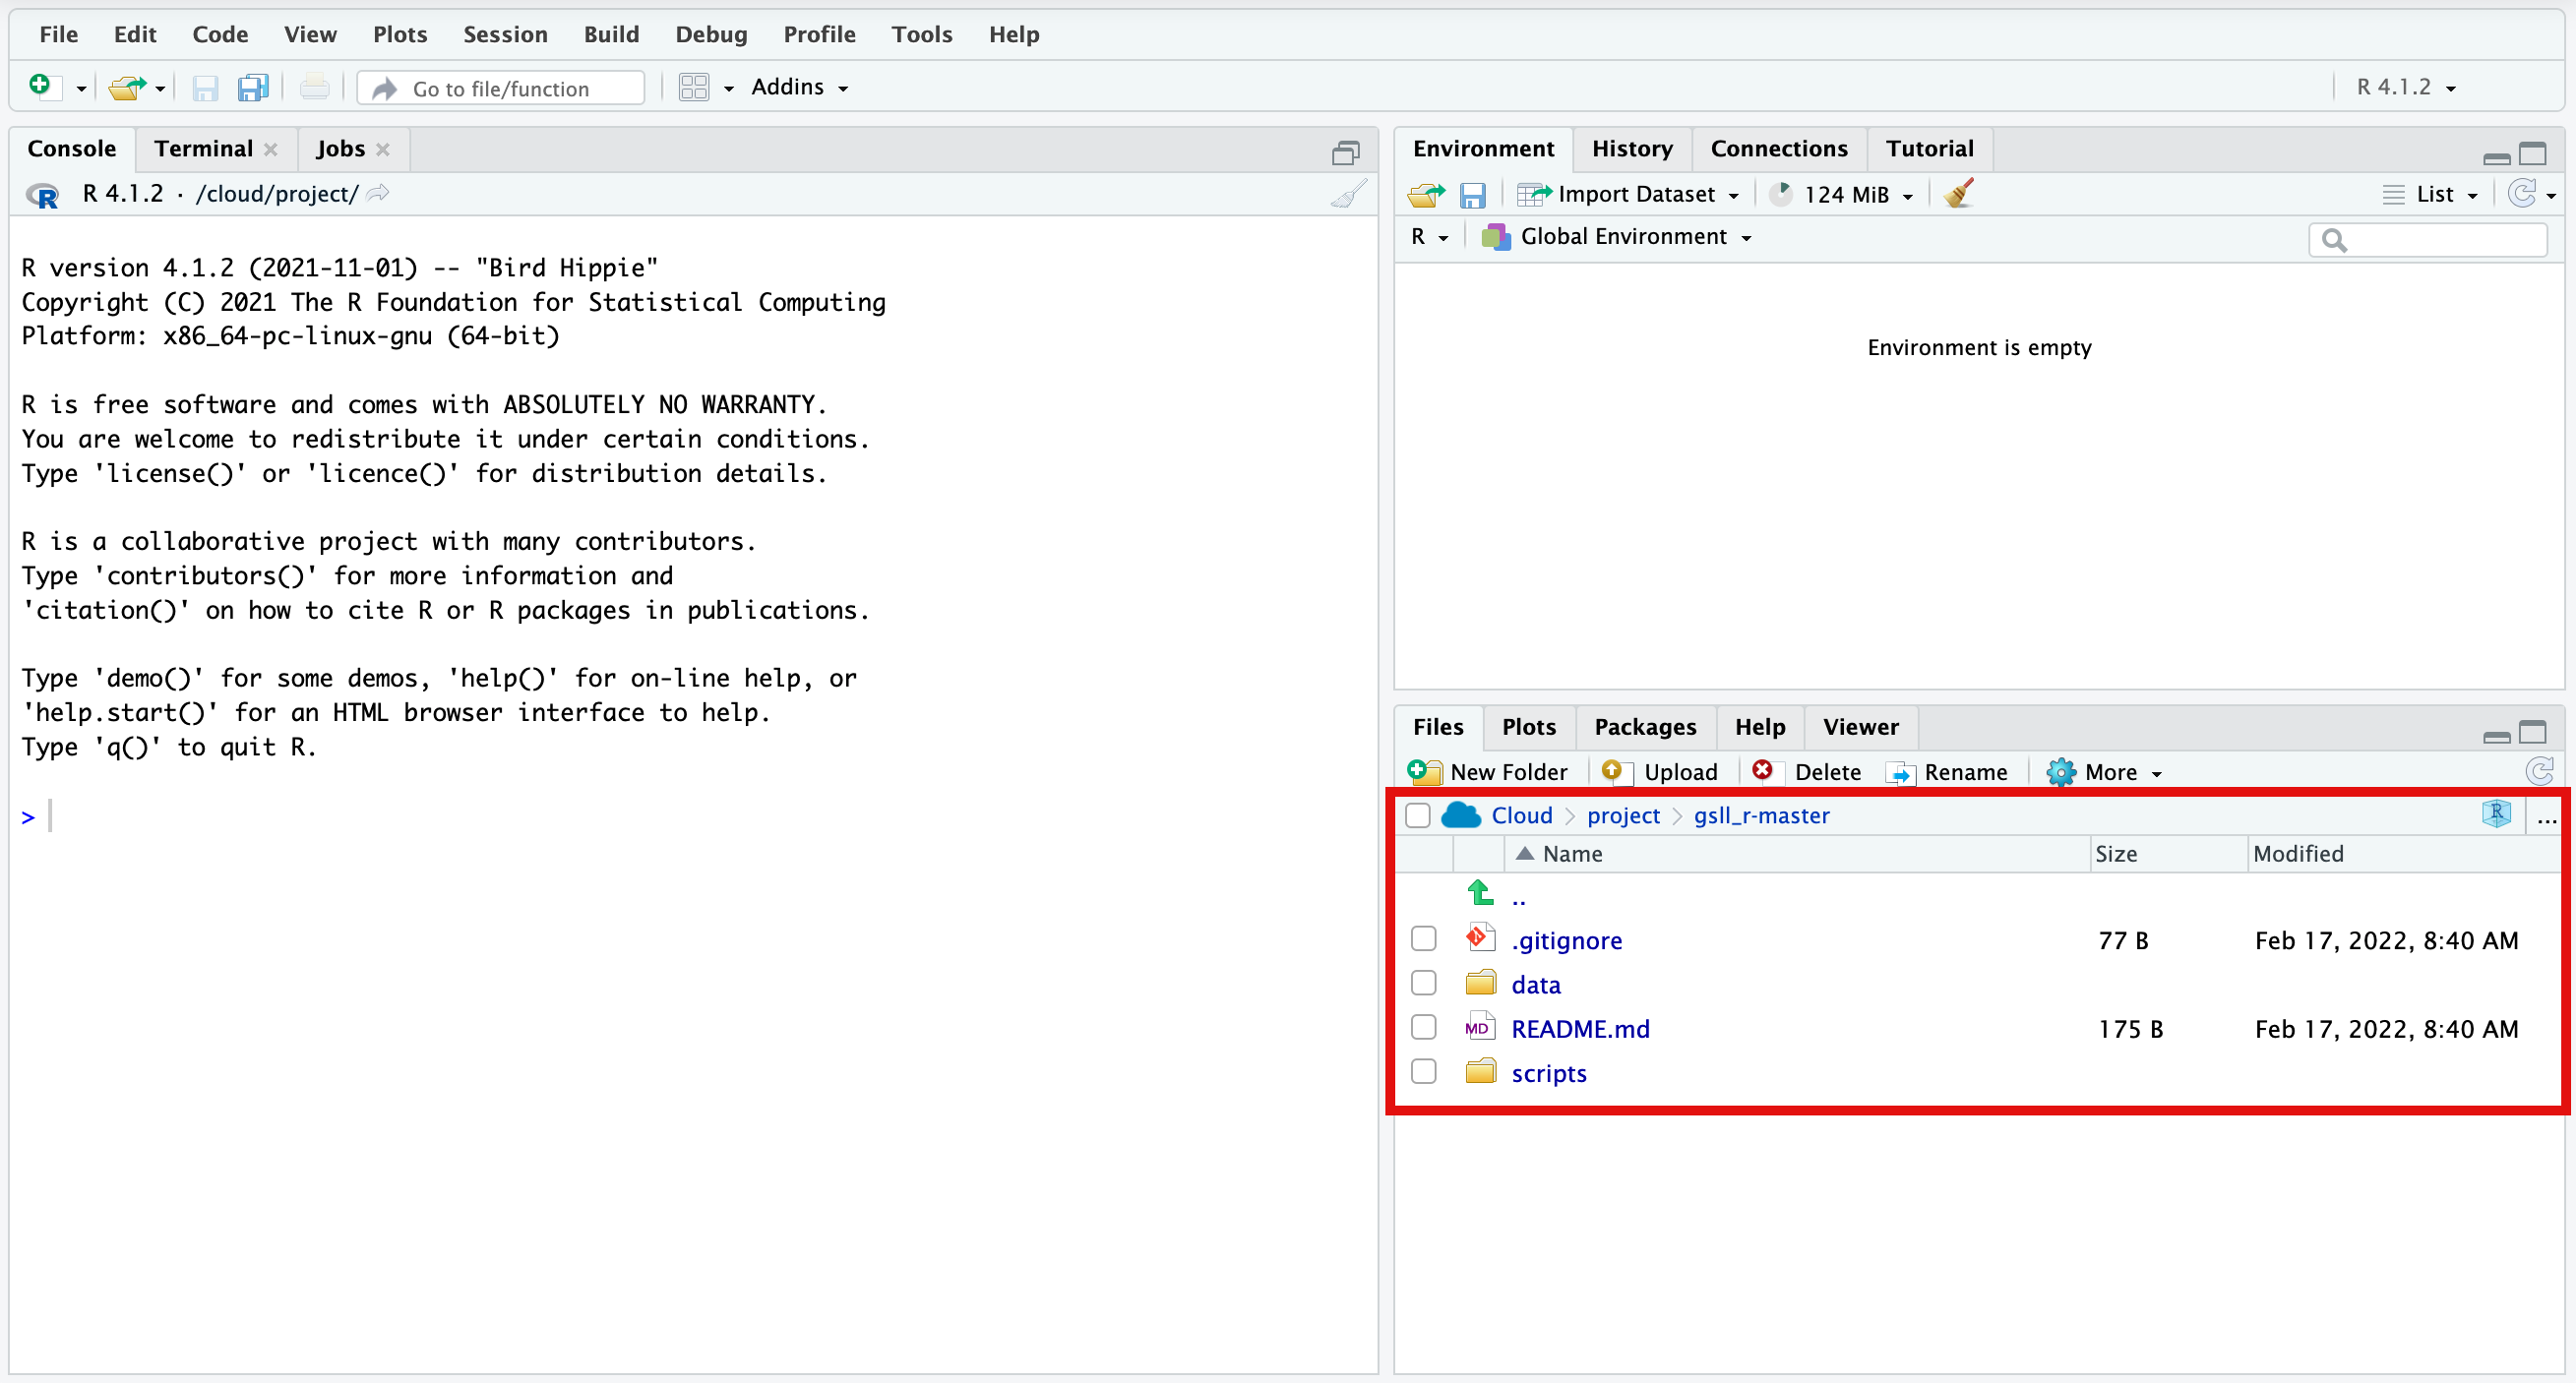 File Edit Code View Plots Session Build Debug Profile Tools Help
Go to file/function Addins R 4.1.2
Console Terminal Jobs
R 4.1.2 · /cloud/project/
R version 4.1.2 (2021-11-01) -- "Bird Hippie"
Copyright (C) 2021 The R Foundation for Statistical Computing
Platform: x86_64-pc-linux-gnu (64-bit)
R is free software and comes with ABSOLUTELY NO WARRANTY.
You are welcome to redistribute it under certain conditions.
Type 'license()' or 'licence()' for distribution details.
R is a collaborative project with many contributors.
Type 'contributors()' for more information and
'citation()' on how to cite R or R packages in publications.
Type 'demo()' for some demos, 'help()' for on-line help, or
'help.start()' for an HTML browser interface to help.
Type 'q()' to quit R.
>
Environment History Connections Tutorial
Import Dataset 124 MiB List
R Global Environment
Environment is empty
Files Plots Packages Help Viewer
New Folder Upload Delete Rename More
Cloud project gsll_r-master R ...
Name Size Modified
..
.gitignore 77 B Feb 17, 2022, 8:40 AM
data
MD README.md 175 B Feb 17, 2022, 8:40 AM
scripts